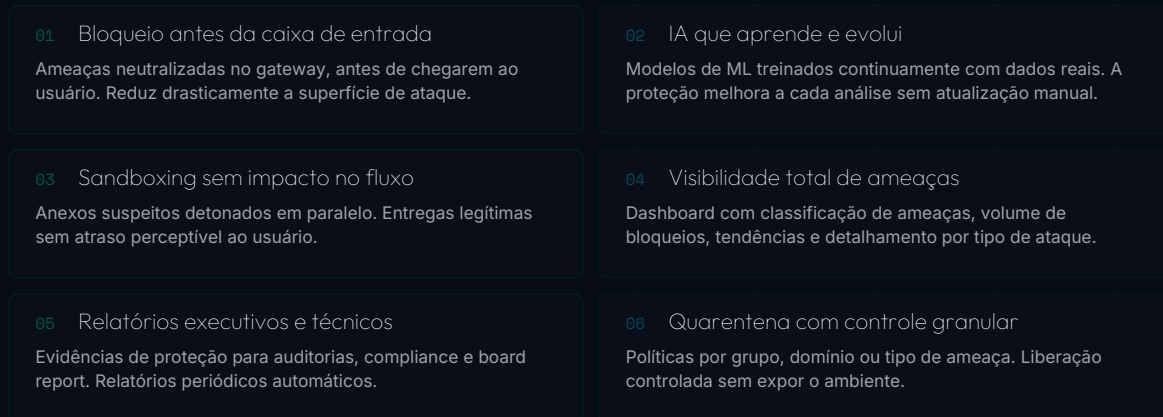 01 Bloqueio antes da caixa de entrada
Ameaças neutralizadas no gateway, antes de chegarem ao
usuário. Reduz drasticamente a superfície de ataque.
02 IA que aprende e evolui
Modelos de ML treinados continuamente com dados reais. A
proteção melhora a cada análise sem atualização manual.
03 Sandboxing sem impacto no fluxo
Anexos suspeitos detonados em paralelo. Entregas legítimas
sem atraso perceptível ao usuário.
04 Visibilidade total de ameaças
Dashboard com classificação de ameaças, volume de
bloqueios, tendências e detalhamento por tipo de ataque.
05 Relatórios executivos e técnicos
Evidências de proteção para auditorias, compliance e board
report. Relatórios periódicos automáticos.
06 Quarentena com controle granular
Políticas por grupo, domínio ou tipo de ameaça. Liberação
controlada sem expor o ambiente.